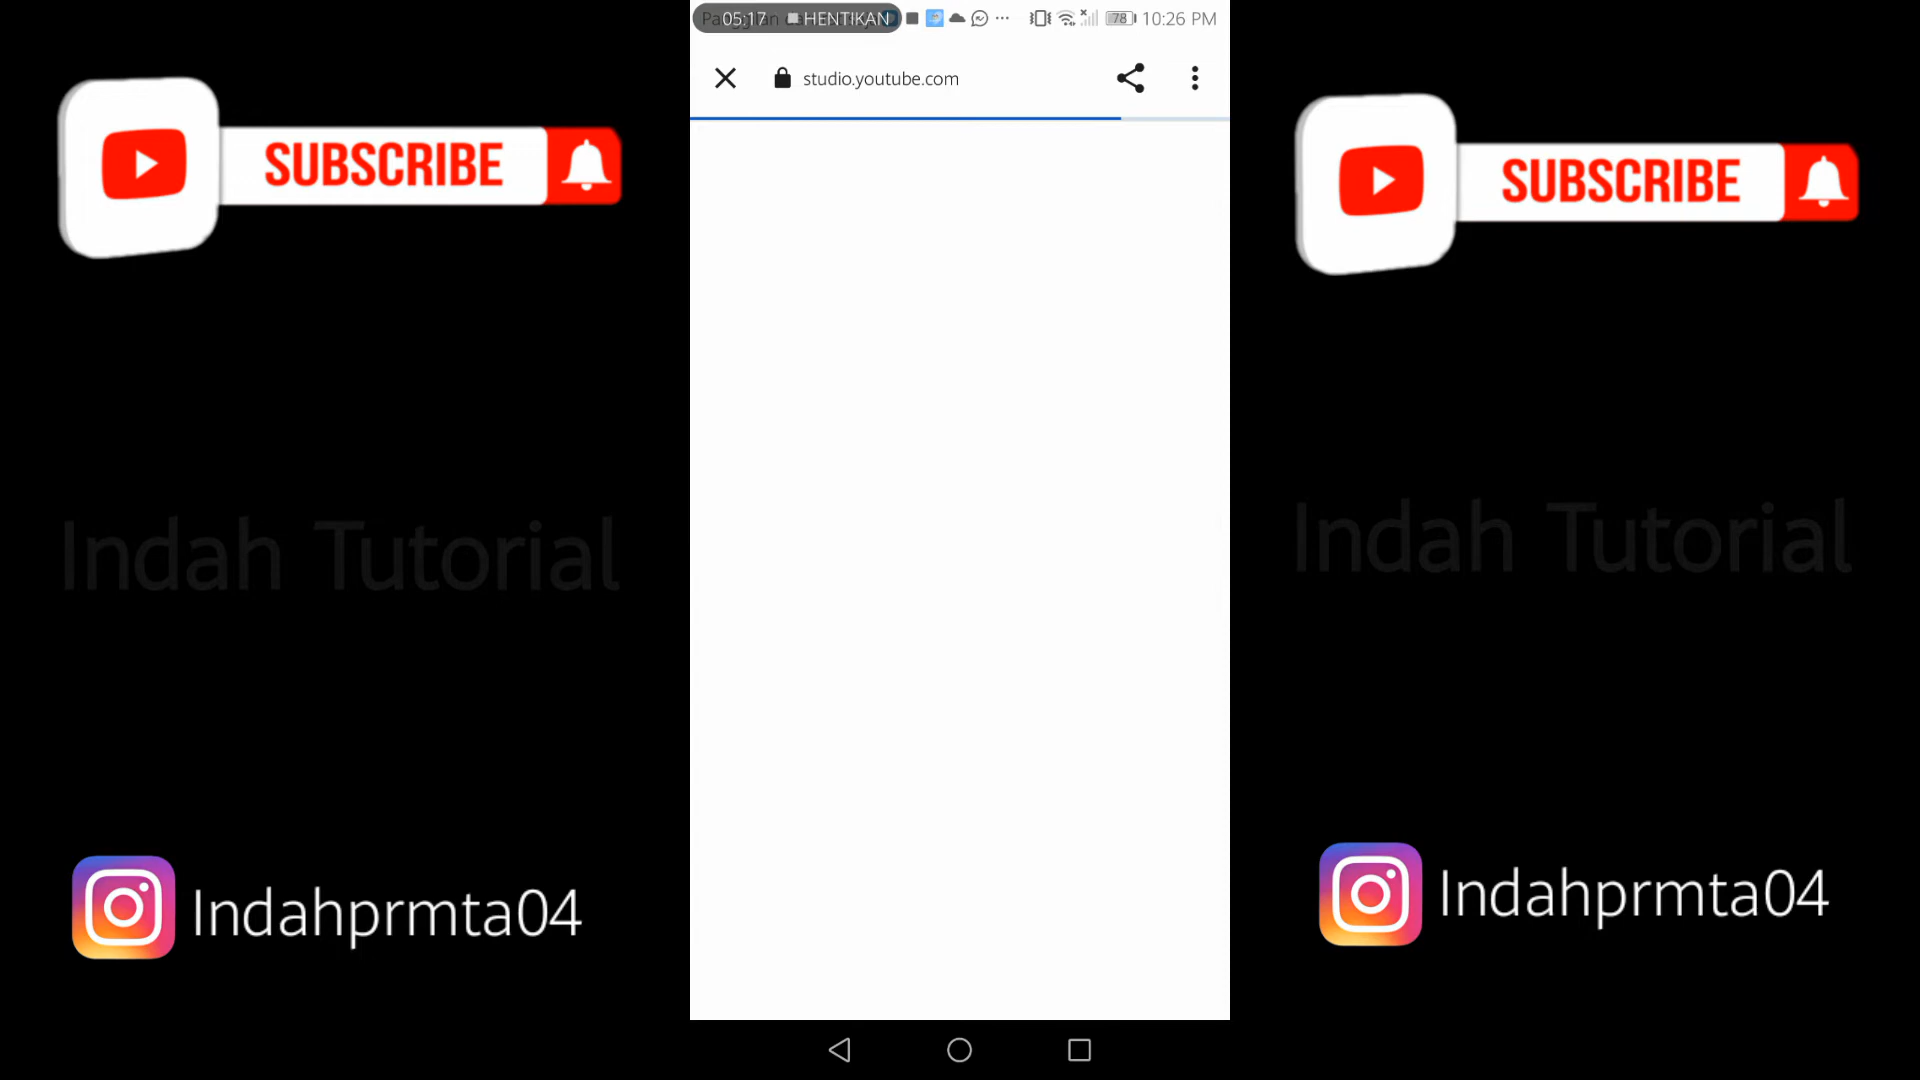 05:17 HENTIKAN
78 10:26 PM
studio.youtube.com
SUBSCRIBE
SUBSCRIBE
Indah Tutorial
Indah Tutorial
Indahprmta04
Indahprmta04